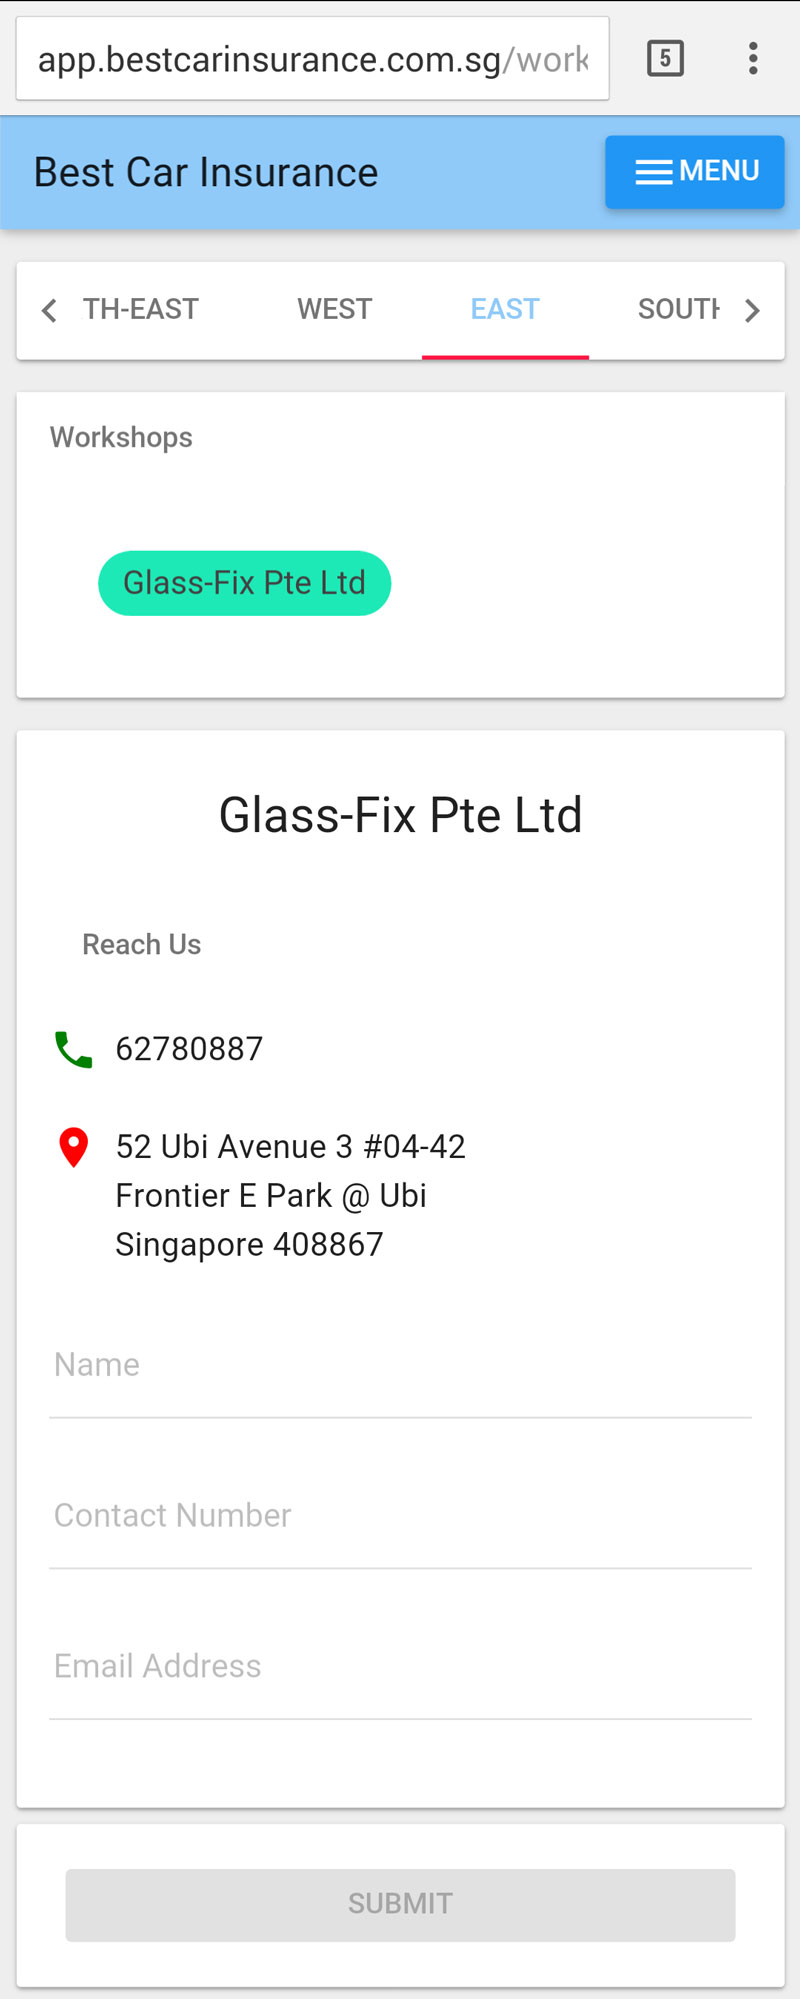 app.bestcarinsurance.com.sg/work
5
Best Car Insurance
MENU
TH-EAST WEST EAST SOUTH
Workshops
Glass-Fix Pte Ltd
Glass-Fix Pte Ltd
Reach Us
62780887
52 Ubi Avenue 3 #04-42
Frontier E Park @ Ubi
Singapore 408867
Name
Contact Number
Email Address
SUBMIT